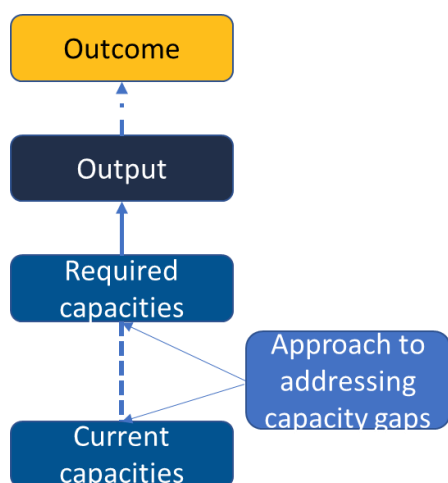 Outcome
Output
Required
capacities
Approach to
addressing
capacity gaps
Current
capacities